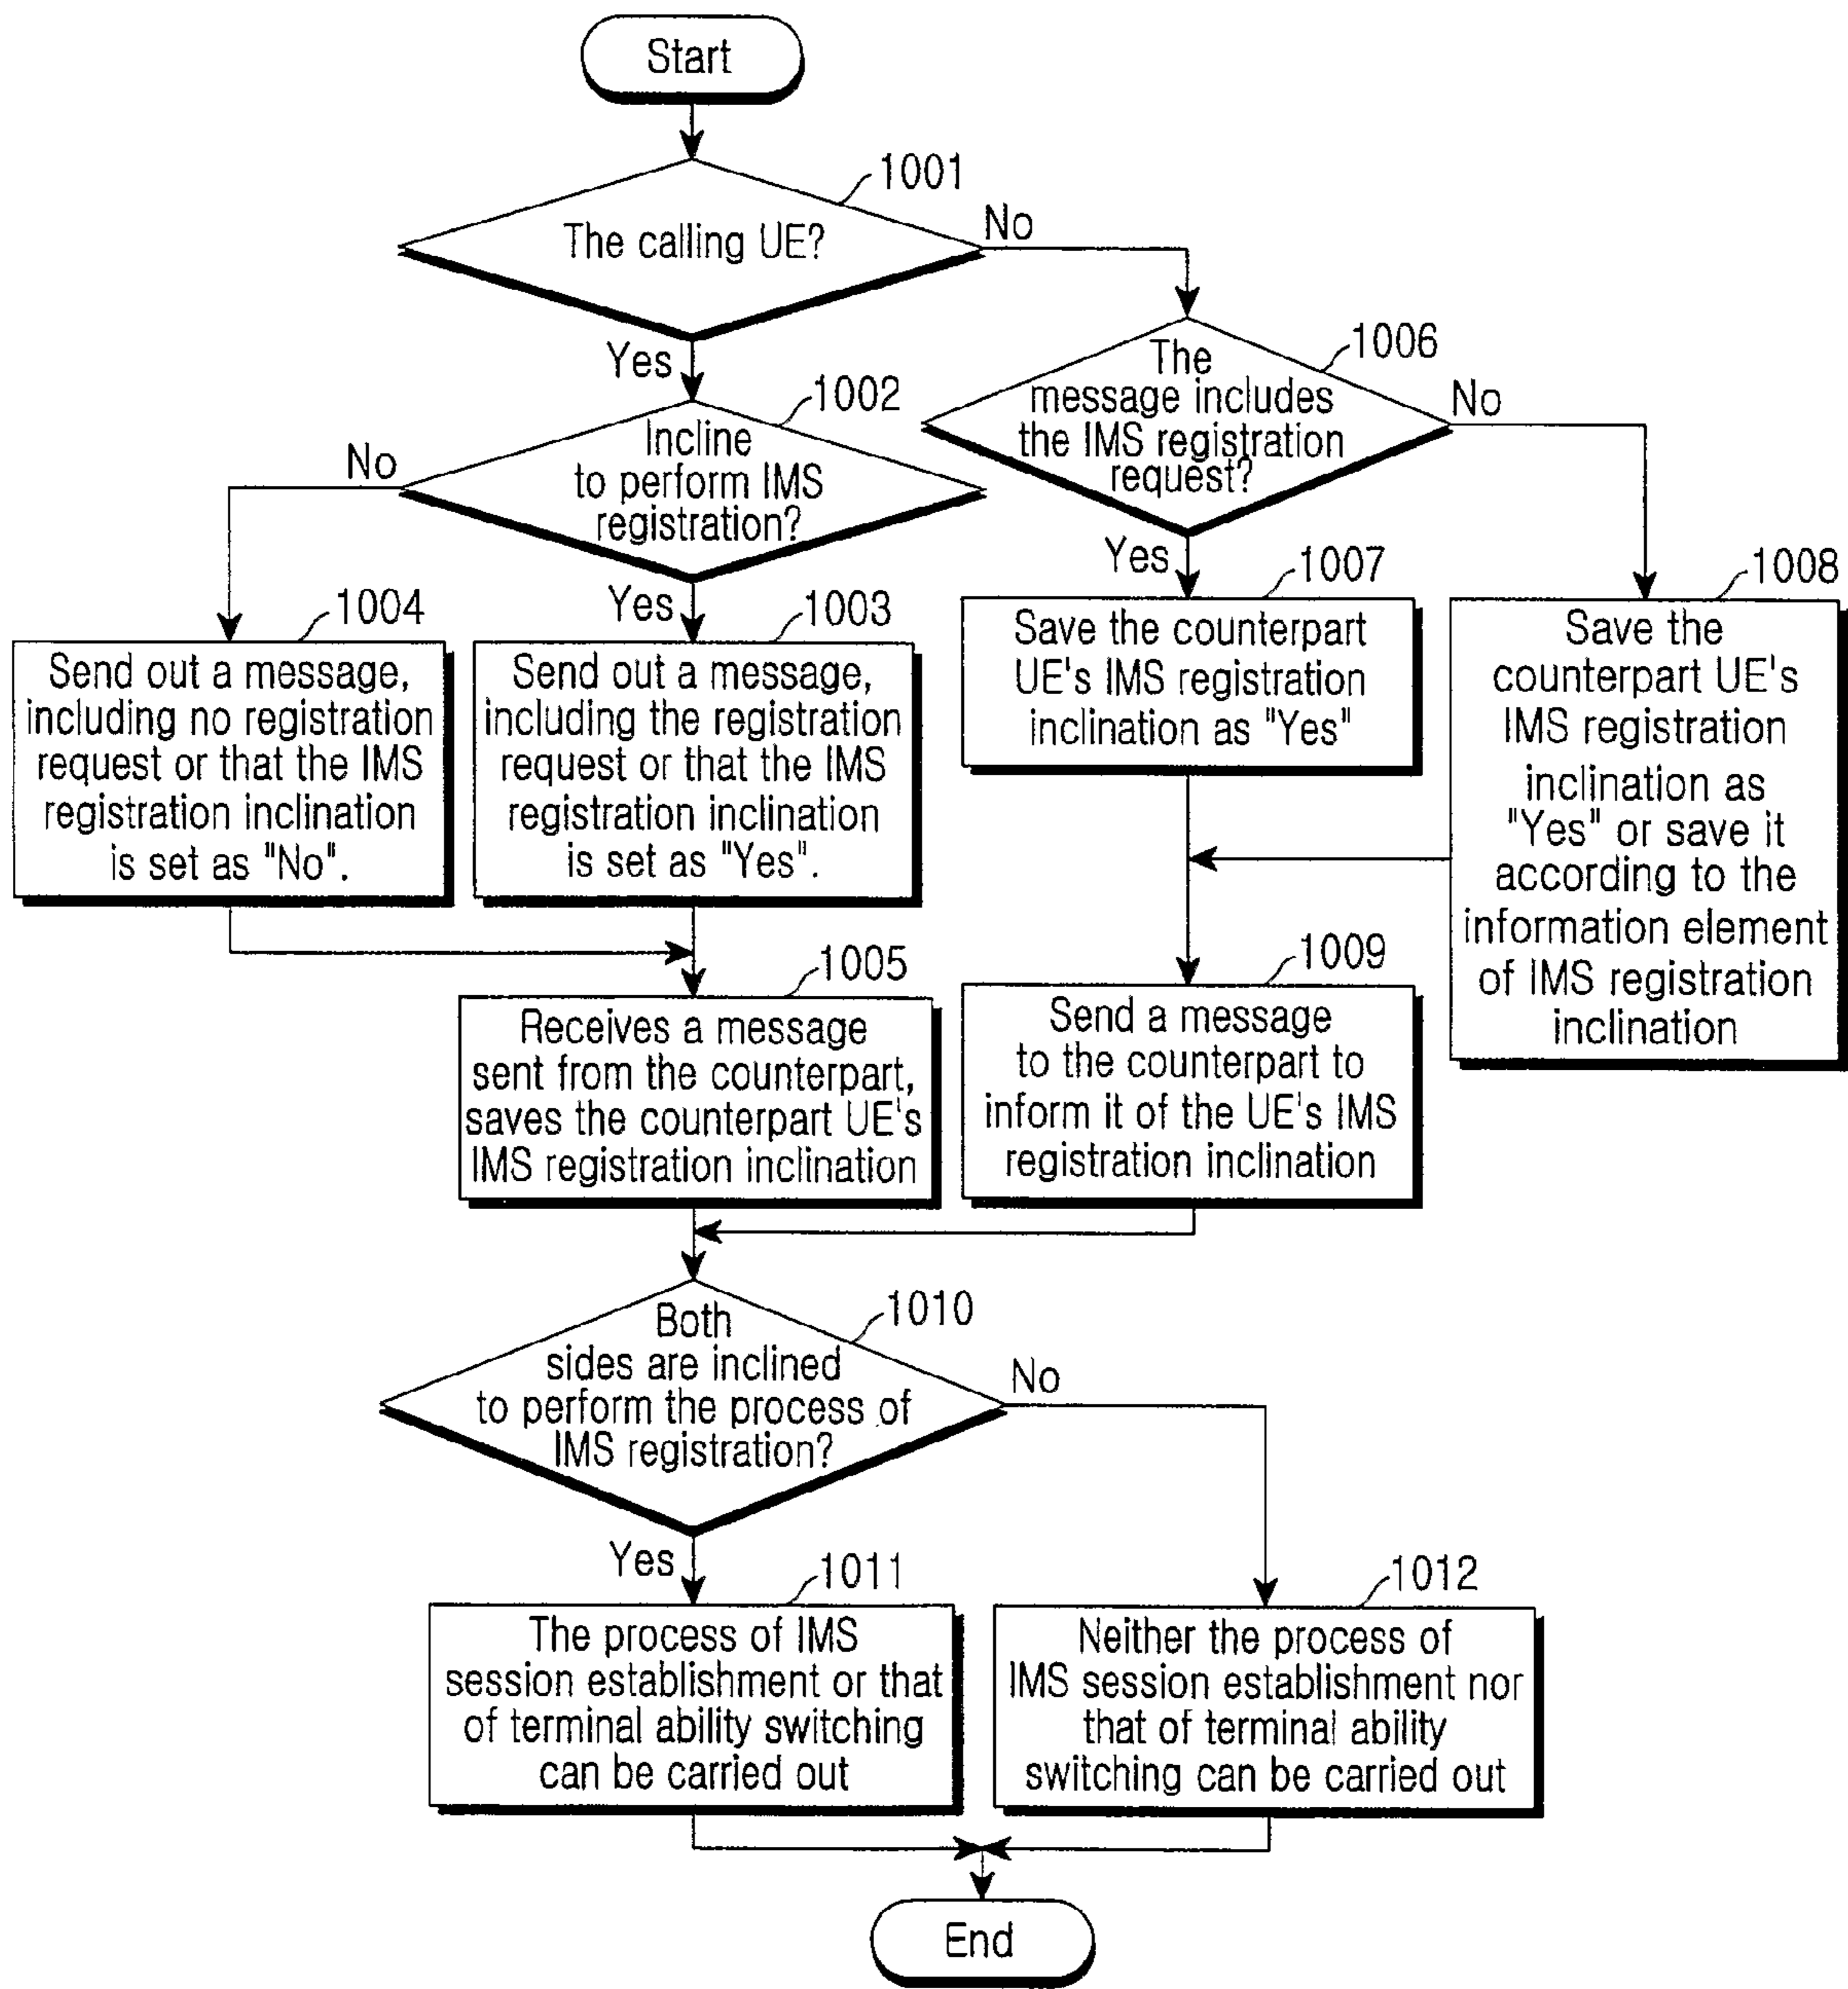 Start
1001
The calling UE?
No
Yes
1006
The
message includes
the IMS registration
request?
No
1002
Incline
to perform IMS
registration?
No
Yes
Yes
1004
Send out a message,
including no registration
request or that the IMS
registration inclination
is set as "No".
1003
Send out a message,
including the registration
request or that the IMS
registration inclination
is set as "Yes".
1007
Save the counterpart
UE's IMS registration
inclination as "Yes"
1008
Save the
counterpart UE's
IMS registration
inclination as
"Yes" or save it
according to the
information element
of IMS registration
inclination
1005
Receives a message
sent from the counterpart,
saves the counterpart UE's
IMS registration inclination
1009
Send a message
to the counterpart to
inform it of the UE's IMS
registration inclination
1010
Both
sides are inclined
to perform the process of
IMS registration?
No
Yes
1011
The process of IMS
session establishment or that
of terminal ability switching
can be carried out
1012
Neither the process of
IMS session establishment nor
that of terminal ability
switching can be carried out
End